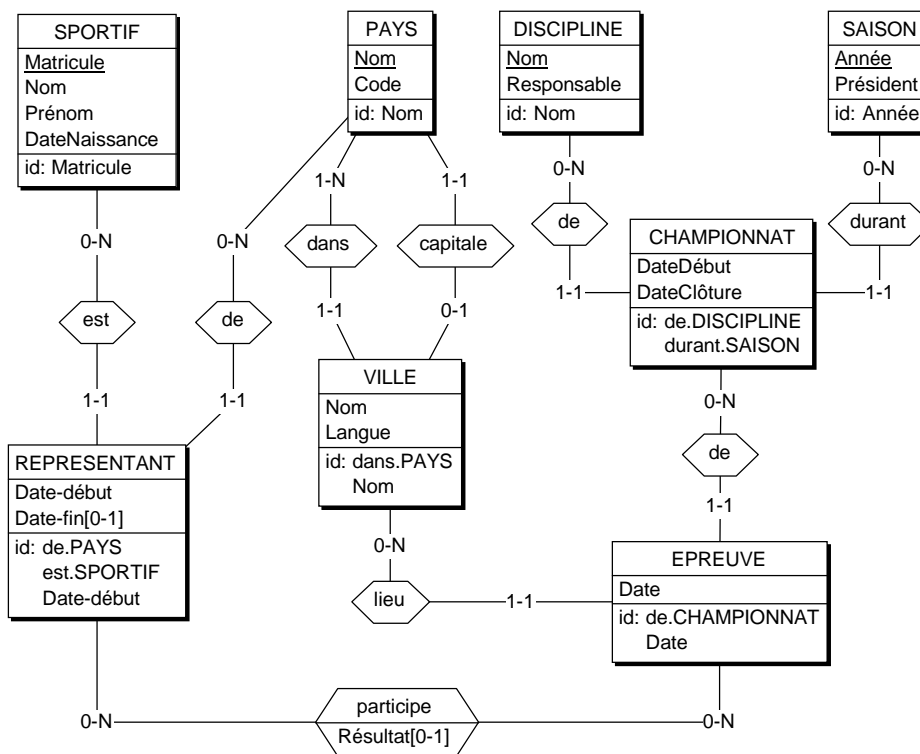 SPORTIF
Matricule
Nom
Prénom
DateNaissance
id: Matricule
PAYS
Nom
Code
id: Nom
DISCIPLINE
Nom
Responsable
id: Nom
SAISON
Année
Président
id: Année
0-N
0-N
1-N
1-1
0-N
0-N
est
de
dans
capitale
de
durant
1-1
1-1
1-1
0-1
1-1
1-1
CHAMPIONNAT
DateDébut
DateClôture
id: de.DISCIPLINE
durant.SAISON
VILLE
Nom
Langue
id: dans.PAYS
Nom
0-N
de
1-1
REPRESENTANT
Date-début
Date-fin[0-1]
id: de.PAYS
est.SPORTIF
Date-début
0-N
lieu
1-1
EPREUVE
Date
id: de.CHAMPIONNAT
Date
0-N
participe
Résultat[0-1]
0-N